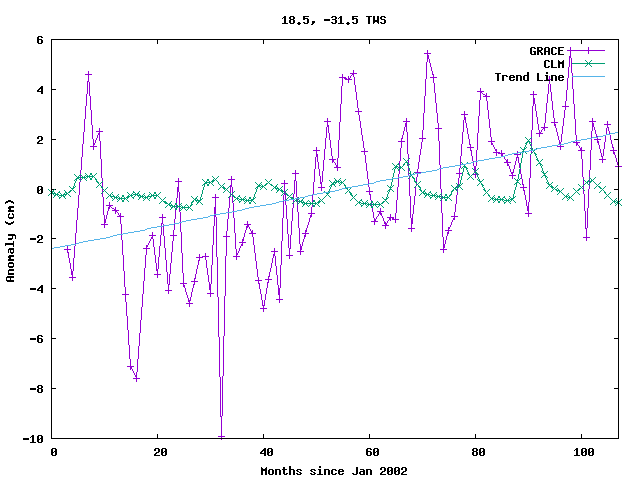 18.5, -31.5 TWS
GRACE
CLM
Trend Line
6
4
2
0
-2
-4
-6
-8
-10
Anomaly (cm)
0 20 40 60 80 100
Months since Jan 2002